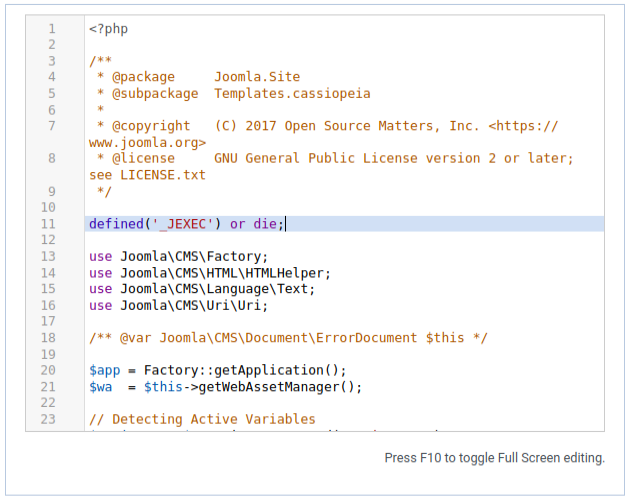 1 <?php
2
3 /**
4  * @package     Joomla.Site
5  * @subpackage  Templates.cassiopeia
6  *
7  * @copyright   (C) 2017 Open Source Matters, Inc. <https://
www.joomla.org>
8  * @license     GNU General Public License version 2 or later;
see LICENSE.txt
9  */
10
11 defined('_JEXEC') or die;
12
13 use Joomla\CMS\Factory;
14 use Joomla\CMS\HTML\HTMLHelper;
15 use Joomla\CMS\Language\Text;
16 use Joomla\CMS\Uri\Uri;
17
18 /** @var Joomla\CMS\Document\ErrorDocument $this */
19
20 $app = Factory::getApplication();
21 $wa  = $this->getWebAssetManager();
22
23 // Detecting Active Variables
Press F10 to toggle Full Screen editing.